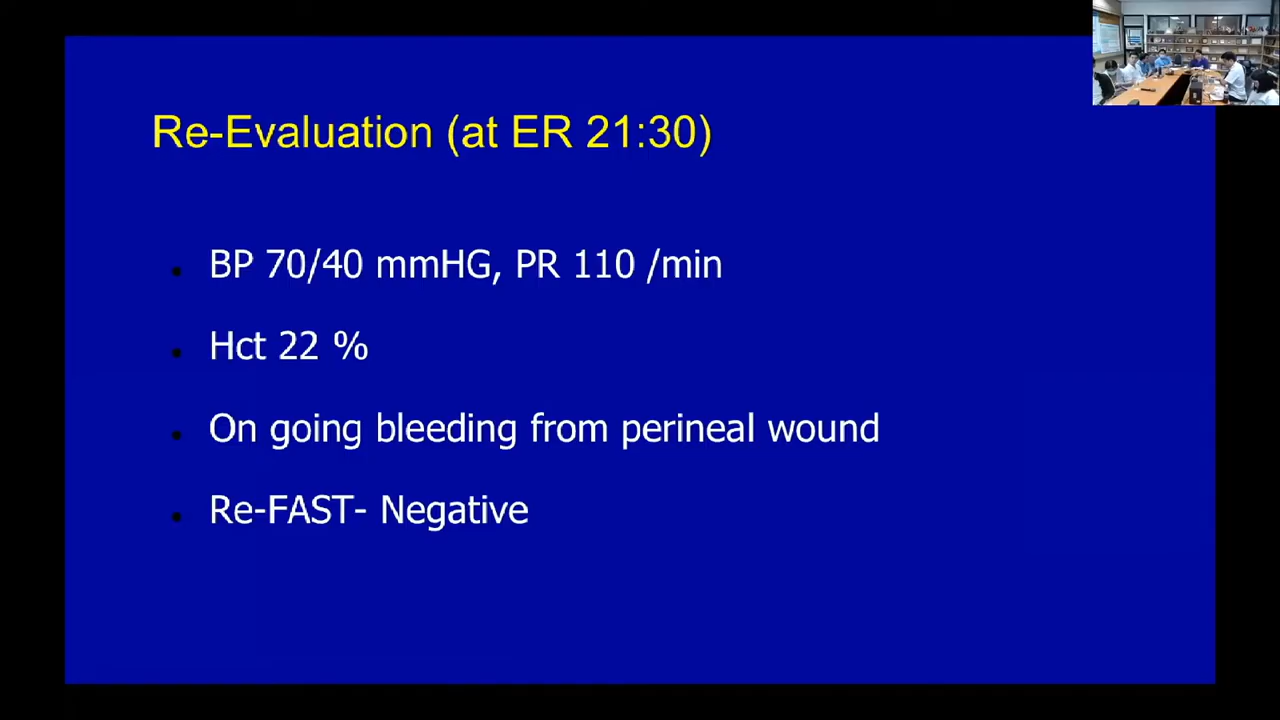 Re-Evaluation (at ER 21:30)
BP 70/40 mmHG, PR 110 /min
Hct 22 %
On going bleeding from perineal wound
Re-FAST- Negative